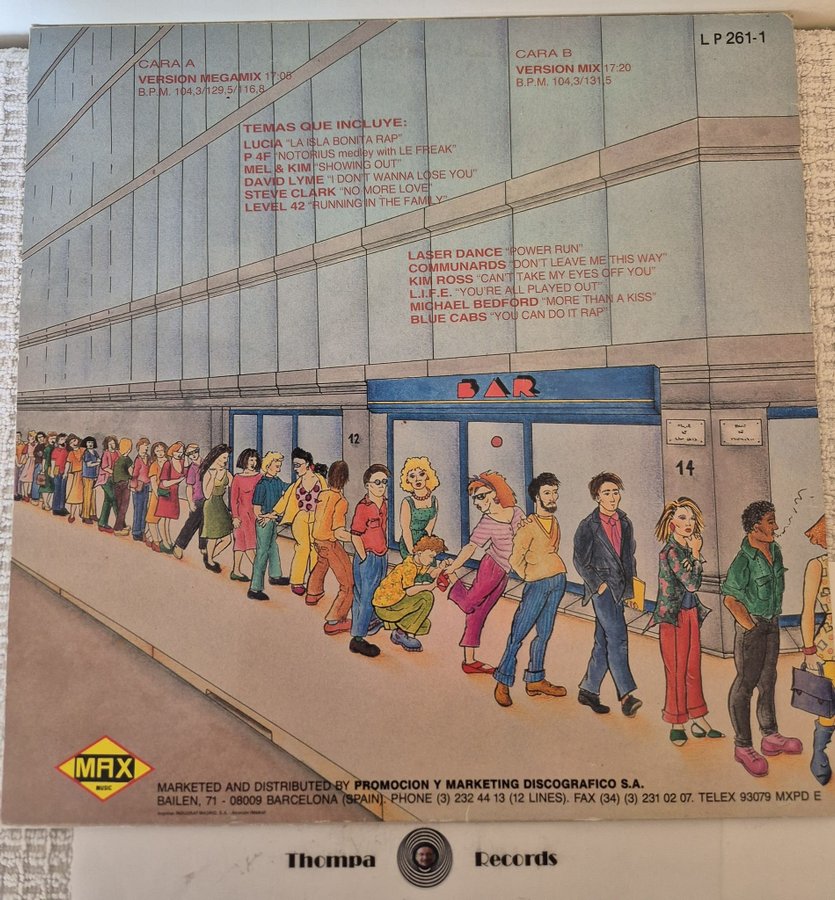 LP 261-1
CARA A
VERSION MEGAMIX 17:05
B.P.M. 104,3/129,5/116,8
CARA B
VERSION MIX 17:20
B.P.M. 104,3/131,5
TEMAS QUE INCLUYE:
LUCIA "LA ISLA BONITA RAP"
P 4F "NOTORIUS medley with LE FREAK"
MEL & KIM "SHOWING OUT"
DAVID LYME "I DON'T WANNA LOSE YOU"
STEVE CLARK "NO MORE LOVE"
LEVEL 42 "RUNNING IN THE FAMILY"
LASER DANCE "POWER RUN"
COMMUNARDS "DON'T LEAVE ME THIS WAY"
KIM ROSS "CAN'T TAKE MY EYES OFF YOU"
L.I.F.E. "YOU'RE ALL PLAYED OUT"
MICHAEL BEDFORD "MORE THAN A KISS"
BLUE CABS "YOU CAN DO IT RAP"
BAR
12
14
MAX
MUSIC
MARKETED AND DISTRIBUTED BY PROMOCION Y MARKETING DISCOGRAFICO S.A.
BAILEN, 71 - 08009 BARCELONA (SPAIN). PHONE (3) 232 44 13 (12 LINES). FAX (34) (3) 231 02 07. TELEX 93079 MXPD E
Thompa Records